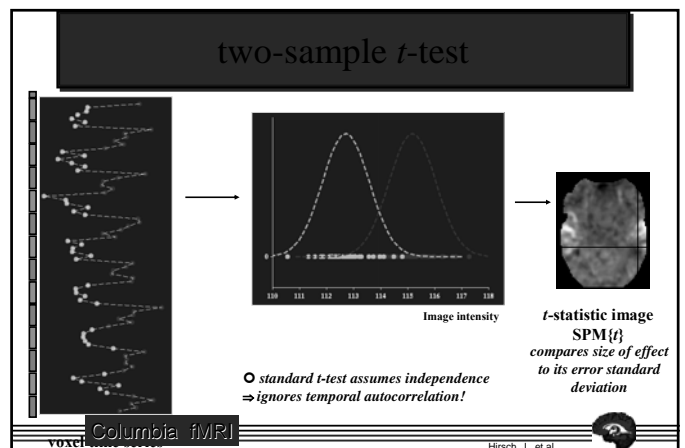 two-sample t-test
110 111 112 113 114 115 116 117 118
Image intensity
t-statistic image
SPM{t}
compares size of effect
to its error standard
deviation
standard t-test assumes independence
⇒ ignores temporal autocorrelation!
Columbia fMRI
Hirsch, J., et al